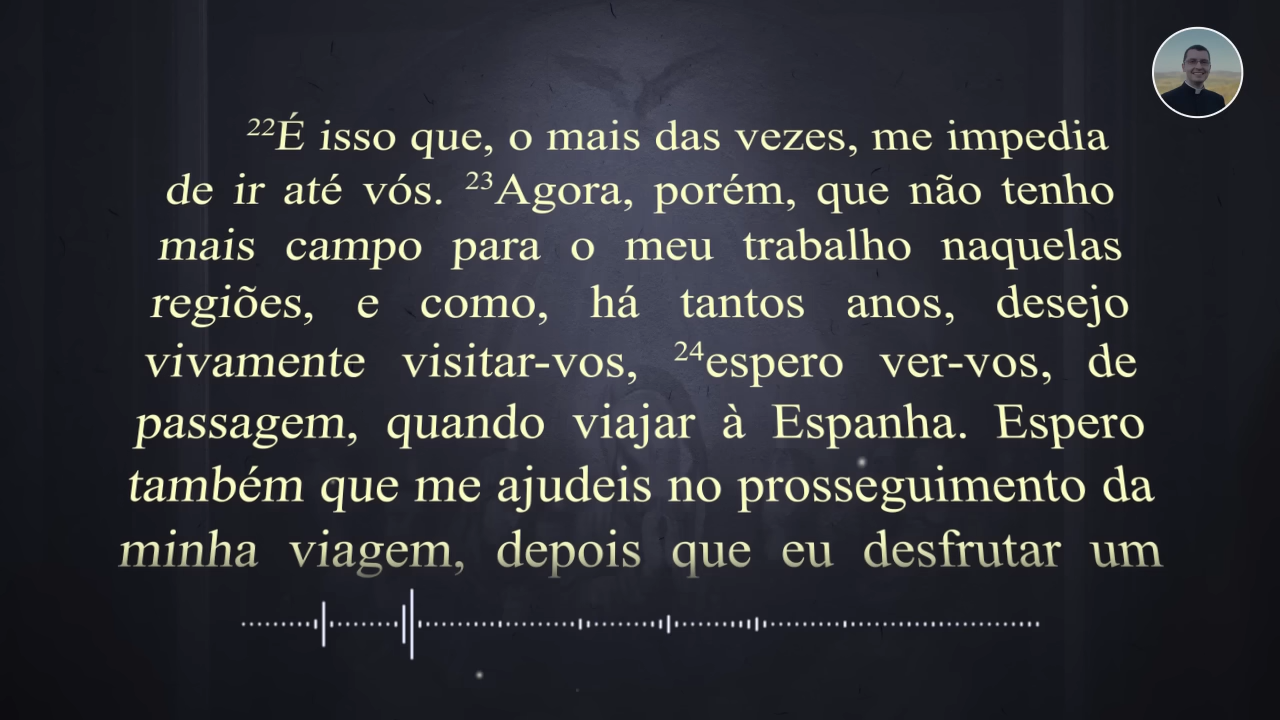 ²²É isso que, o mais das vezes, me impedia
de ir até vós. ²³Agora, porém, que não tenho
mais campo para o meu trabalho naquelas
regiões, e como, há tantos anos, desejo
vivamente visitar-vos, ²⁴espero ver-vos, de
passagem, quando viajar à Espanha. Espero
também que me ajudeis no prosseguimento da
minha viagem, depois que eu desfrutar um